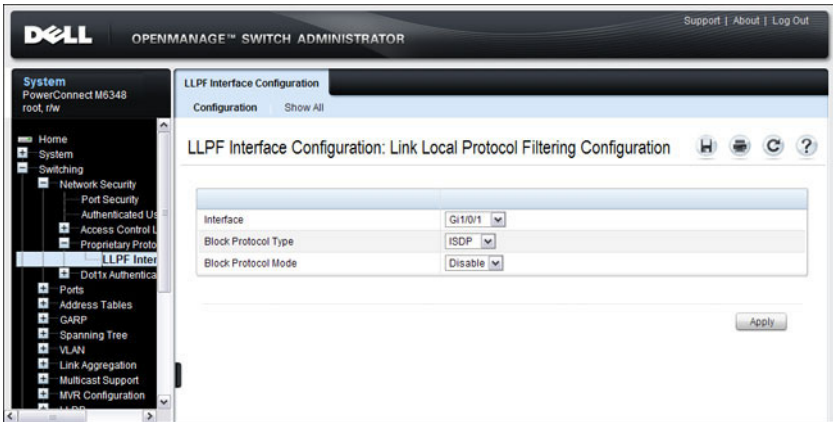 Support | About | Log Out
DELL OPENMANAGE™ SWITCH ADMINISTRATOR
System
PowerConnect M6348
root, r/w
Home
System
Switching
Network Security
Port Security
Authenticated Us
Access Control L
Proprietary Proto
LLPF Inter
Dot1x Authentica
Ports
Address Tables
GARP
Spanning Tree
VLAN
Link Aggregation
Multicast Support
MVR Configuration
LLPF Interface Configuration
Configuration Show All
LLPF Interface Configuration: Link Local Protocol Filtering Configuration
Interface Gi1/0/1
Block Protocol Type ISDP
Block Protocol Mode Disable
Apply